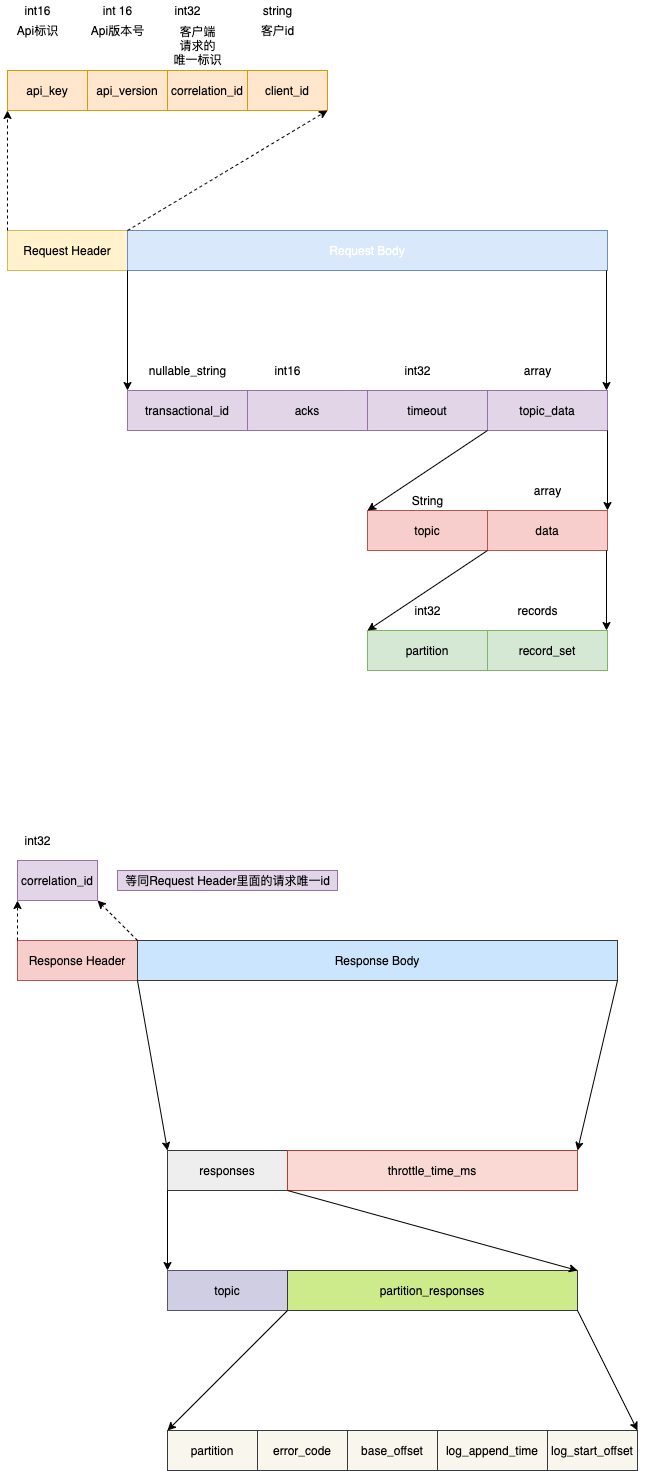 int16
int 16
int32
string
Api标识
Api版本号
客户端
请求的
唯一标识
客户id
api_key
api_version
correlation_id
client_id
Request Header
Request Body
nullable_string
int16
int32
array
transactional_id
acks
timeout
topic_data
String
array
topic
data
int32
records
partition
record_set
int32
correlation_id
等同Request Header里面的请求唯一id
Response Header
Response Body
responses
throttle_time_ms
topic
partition_responses
partition
error_code
base_offset
log_append_time
log_start_offset